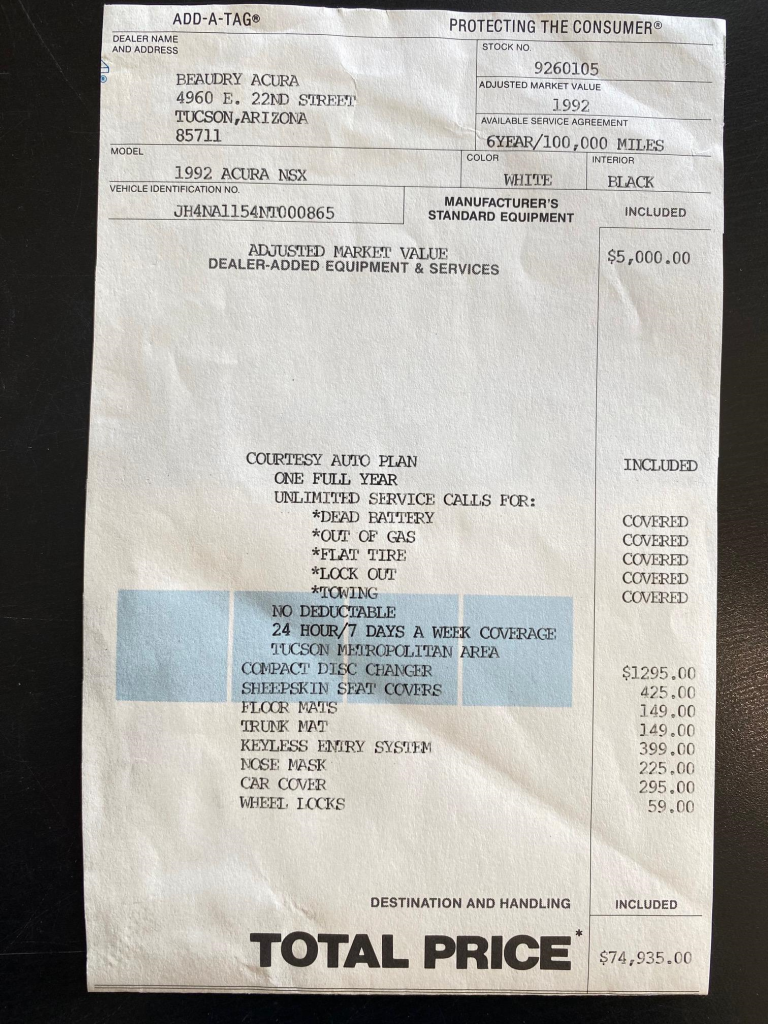 ADD-A-TAG® PROTECTING THE CONSUMER®
DEALER NAME
AND ADDRESS
BEAUDRY ACURA
4960 E. 22ND STREET
TUCSON,ARIZONA
85711
STOCK NO.
9260105
ADJUSTED MARKET VALUE
1992
AVAILABLE SERVICE AGREEMENT
6YEAR/100,000 MILES
MODEL
1992 ACURA NSX
COLOR
WHITE
INTERIOR
BLACK
VEHICLE IDENTIFICATION NO.
JH4NA1154NT000865
MANUFACTURER'S
STANDARD EQUIPMENT INCLUDED
ADJUSTED MARKET VALUE $5,000.00
DEALER-ADDED EQUIPMENT & SERVICES
COURTESY AUTO PLAN INCLUDED
ONE FULL YEAR
UNLIMITED SERVICE CALLS FOR:
*DEAD BATTERY COVERED
*OUT OF GAS COVERED
*FLAT TIRE COVERED
*LOCK OUT COVERED
*TOWING COVERED
NO DEDUCTABLE
24 HOUR/7 DAYS A WEEK COVERAGE
TUCSON METROPOLITAN AREA
COMPACT DISC CHANGER $1295.00
SHEEPSKIN SEAT COVERS 425.00
FLOOR MATS 149.00
TRUNK MAT 149.00
KEYLESS ENTRY SYSTEM 399.00
NOSE MASK 225.00
CAR COVER 295.00
WHEEL LOCKS 59.00
DESTINATION AND HANDLING INCLUDED
TOTAL PRICE* $74,935.00